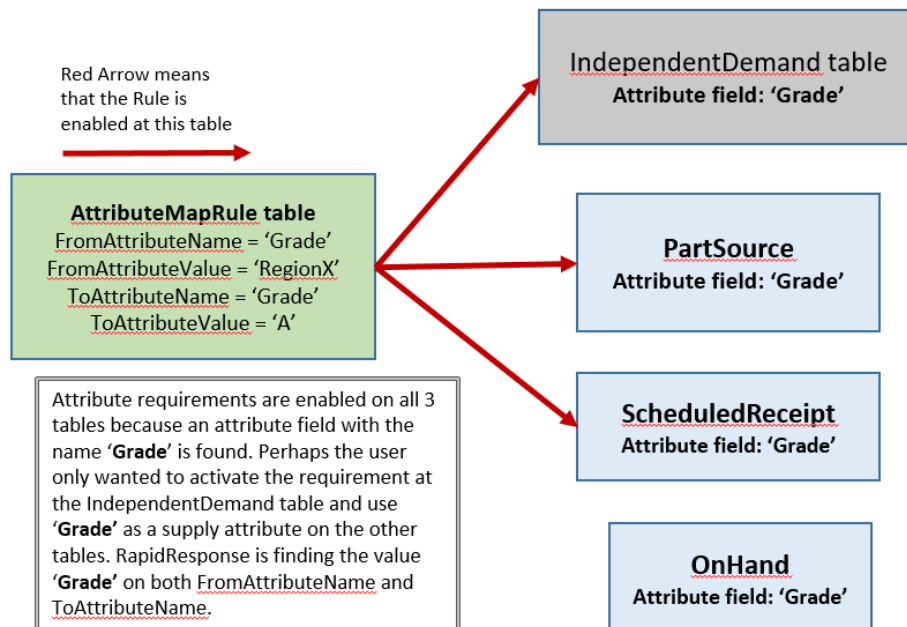 Red Arrow means
that the Rule is
enabled at this table
IndependentDemand table
Attribute field: ‘Grade’
AttributeMapRule table
FromAttributeName = ‘Grade’
FromAttributeValue = ‘RegionX’
ToAttributeName = ‘Grade’
ToAttributeValue = ‘A’
PartSource
Attribute field: ‘Grade’
Attribute requirements are enabled on all 3
tables because an attribute field with the
name ‘Grade’ is found. Perhaps the user
only wanted to activate the requirement at
the IndependentDemand table and use
‘Grade’ as a supply attribute on the other
tables. RapidResponse is finding the value
‘Grade’ on both FromAttributeName and
ToAttributeName.
ScheduledReceipt
Attribute field: ‘Grade’
OnHand
Attribute field: ‘Grade’